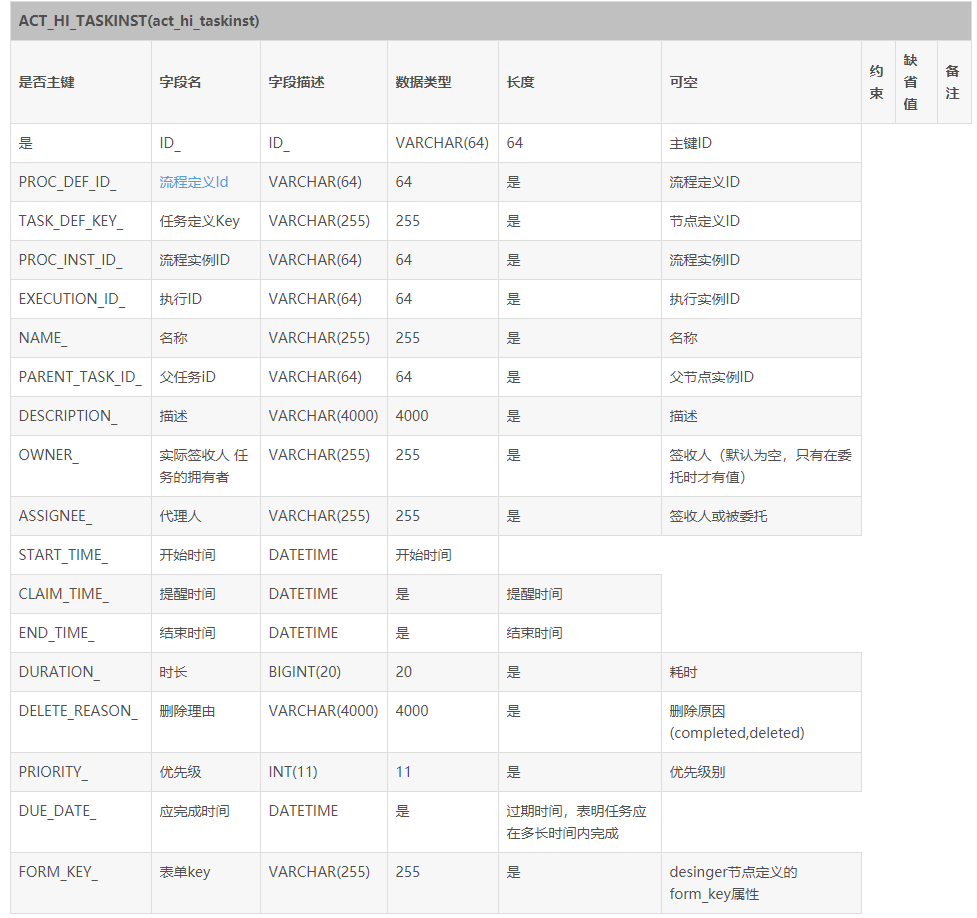 ACT_HI_TASKINST(act_hi_taskinst)
是否主键 字段名 字段描述 数据类型 长度 可空 约束 缺省值 备注
是 ID_ ID_ VARCHAR(64) 64 主键ID
PROC_DEF_ID_ 流程定义Id VARCHAR(64) 64 是 流程定义ID
TASK_DEF_KEY_ 任务定义Key VARCHAR(255) 255 是 节点定义ID
PROC_INST_ID_ 流程实例ID VARCHAR(64) 64 是 流程实例ID
EXECUTION_ID_ 执行ID VARCHAR(64) 64 是 执行实例ID
NAME_ 名称 VARCHAR(255) 255 是 名称
PARENT_TASK_ID_ 父任务iD VARCHAR(64) 64 是 父节点实例ID
DESCRIPTION_ 描述 VARCHAR(4000) 4000 是 描述
OWNER_ 实际签收人 任务的拥有者 VARCHAR(255) 255 是 签收人（默认为空，只有在委托时才有值）
ASSIGNEE_ 代理人 VARCHAR(255) 255 是 签收人或被委托
START_TIME_ 开始时间 DATETIME 开始时间
CLAIM_TIME_ 提醒时间 DATETIME 是 提醒时间
END_TIME_ 结束时间 DATETIME 是 结束时间
DURATION_ 时长 BIGINT(20) 20 是 耗时
DELETE_REASON_ 删除理由 VARCHAR(4000) 4000 是 删除原因(completed,deleted)
PRIORITY_ 优先级 INT(11) 11 是 优先级别
DUE_DATE_ 应完成时间 DATETIME 是 过期时间，表明任务应在多长时间内完成
FORM_KEY_ 表单key VARCHAR(255) 255 是 desinger节点定义的form_key属性